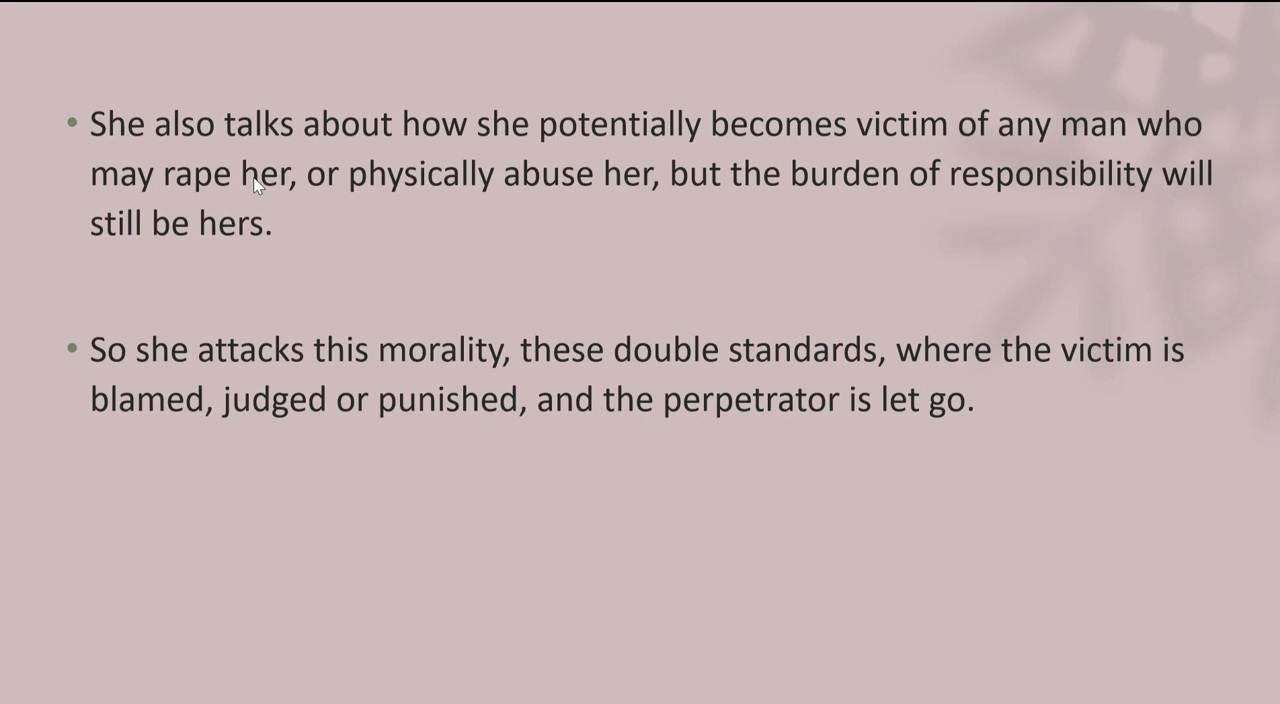 • She also talks about how she potentially becomes victim of any man who
may rape her, or physically abuse her, but the burden of responsibility will
still be hers.
• So she attacks this morality, these double standards, where the victim is
blamed, judged or punished, and the perpetrator is let go.